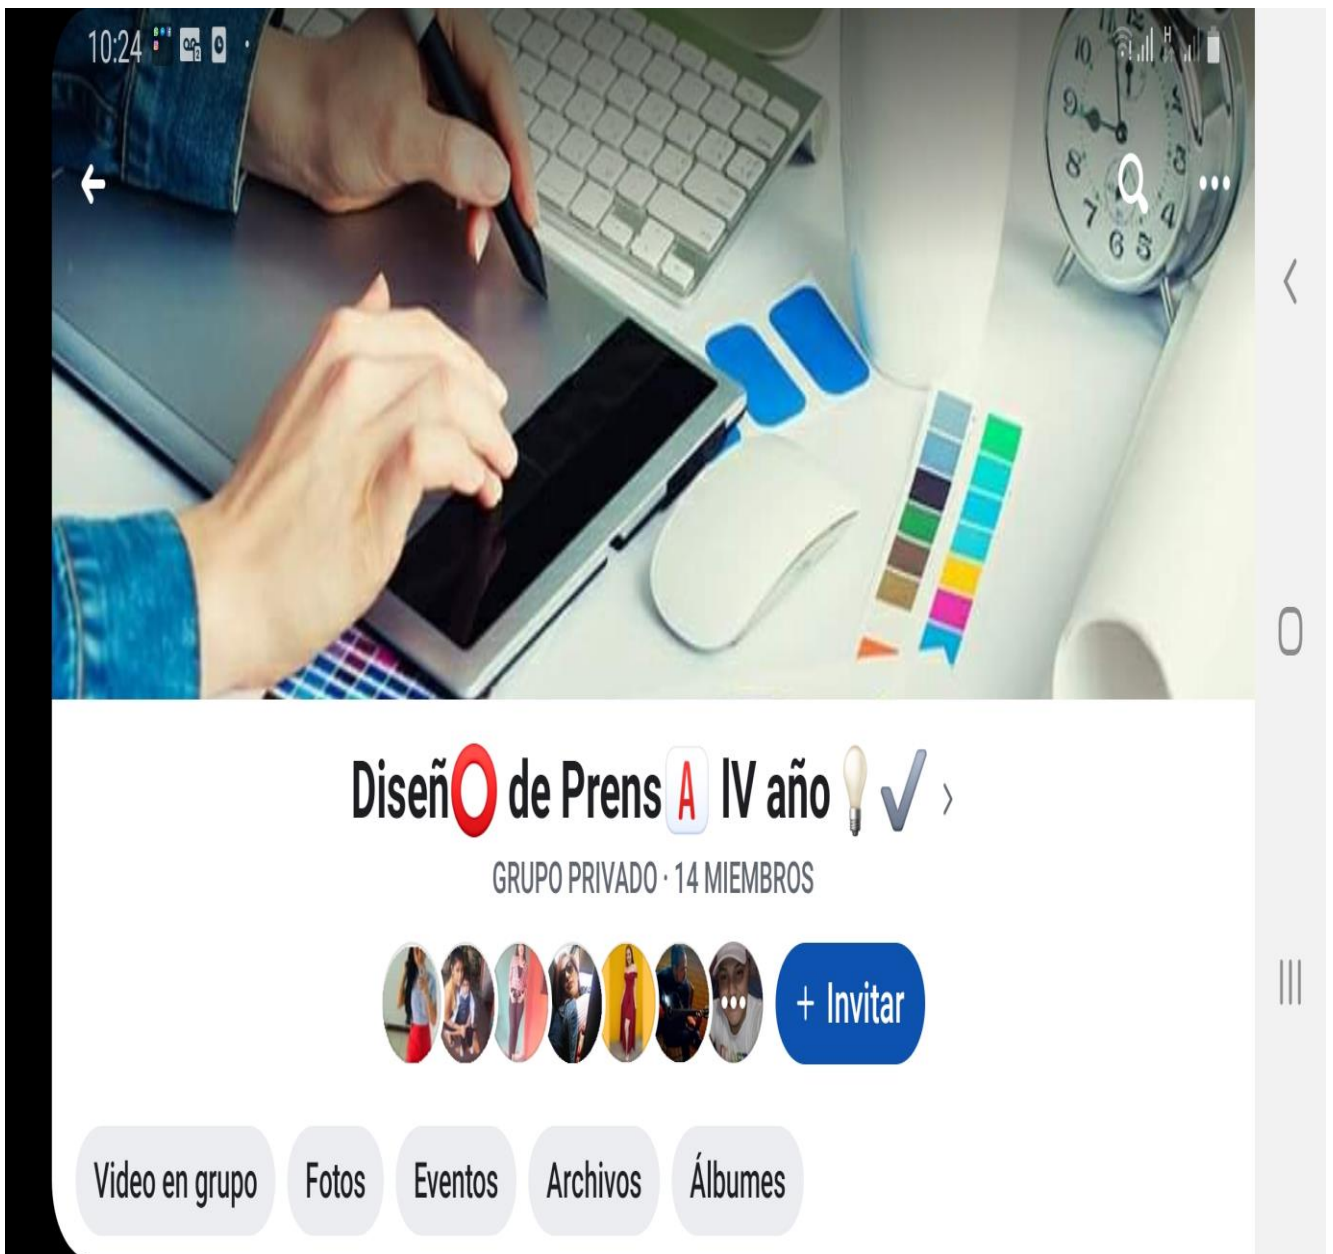 10:24
Diseñ⭕ de Prens🅰 IV año 💡✔ ›
GRUPO PRIVADO · 14 MIEMBROS
+ Invitar
Video en grupo
Fotos
Eventos
Archivos
Álbumes